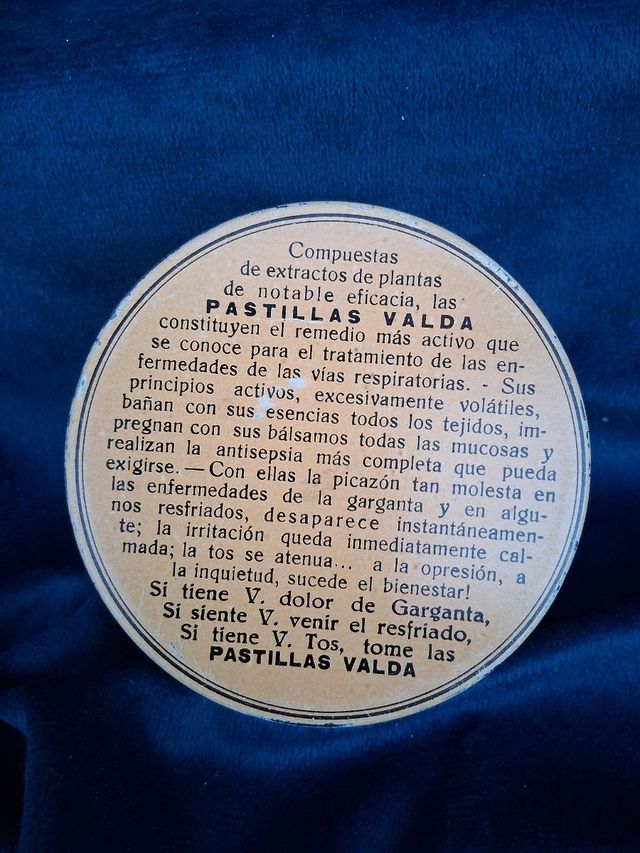 Compuestas
de extractos de plantas
de notable eficacia, las
PASTILLAS VALDA
constituyen el remedio más activo que
se conoce para el tratamiento de las en-
fermedades de las vías respiratorias. - Sus
principios activos, excesivamente volátiles,
bañan con sus esencias todos los tejidos, im-
pregnan con sus bálsamos todas las mucosas y
realizan la antisepsia más completa que pueda
exigirse. — Con ellas la picazón tan molesta en
las enfermedades de la garganta y en algu-
nos resfriados, desaparece instantáneamen-
te; la irritación queda inmediatamente cal-
mada; la tos se atenua... a la opresión, a
la inquietud, sucede el bienestar!
Si tiene V. dolor de Garganta,
Si siente V. venir el resfriado,
Si tiene V. Tos, tome las
PASTILLAS VALDA